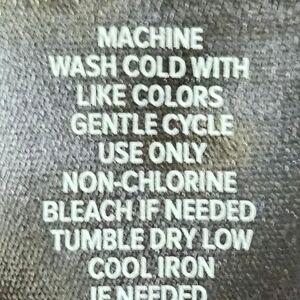 MACHINE
WASH COLD WITH
LIKE COLORS
GENTLE CYCLE
USE ONLY
NON-CHLORINE
BLEACH IF NEEDED
TUMBLE DRY LOW
COOL IRON
IF NEEDED